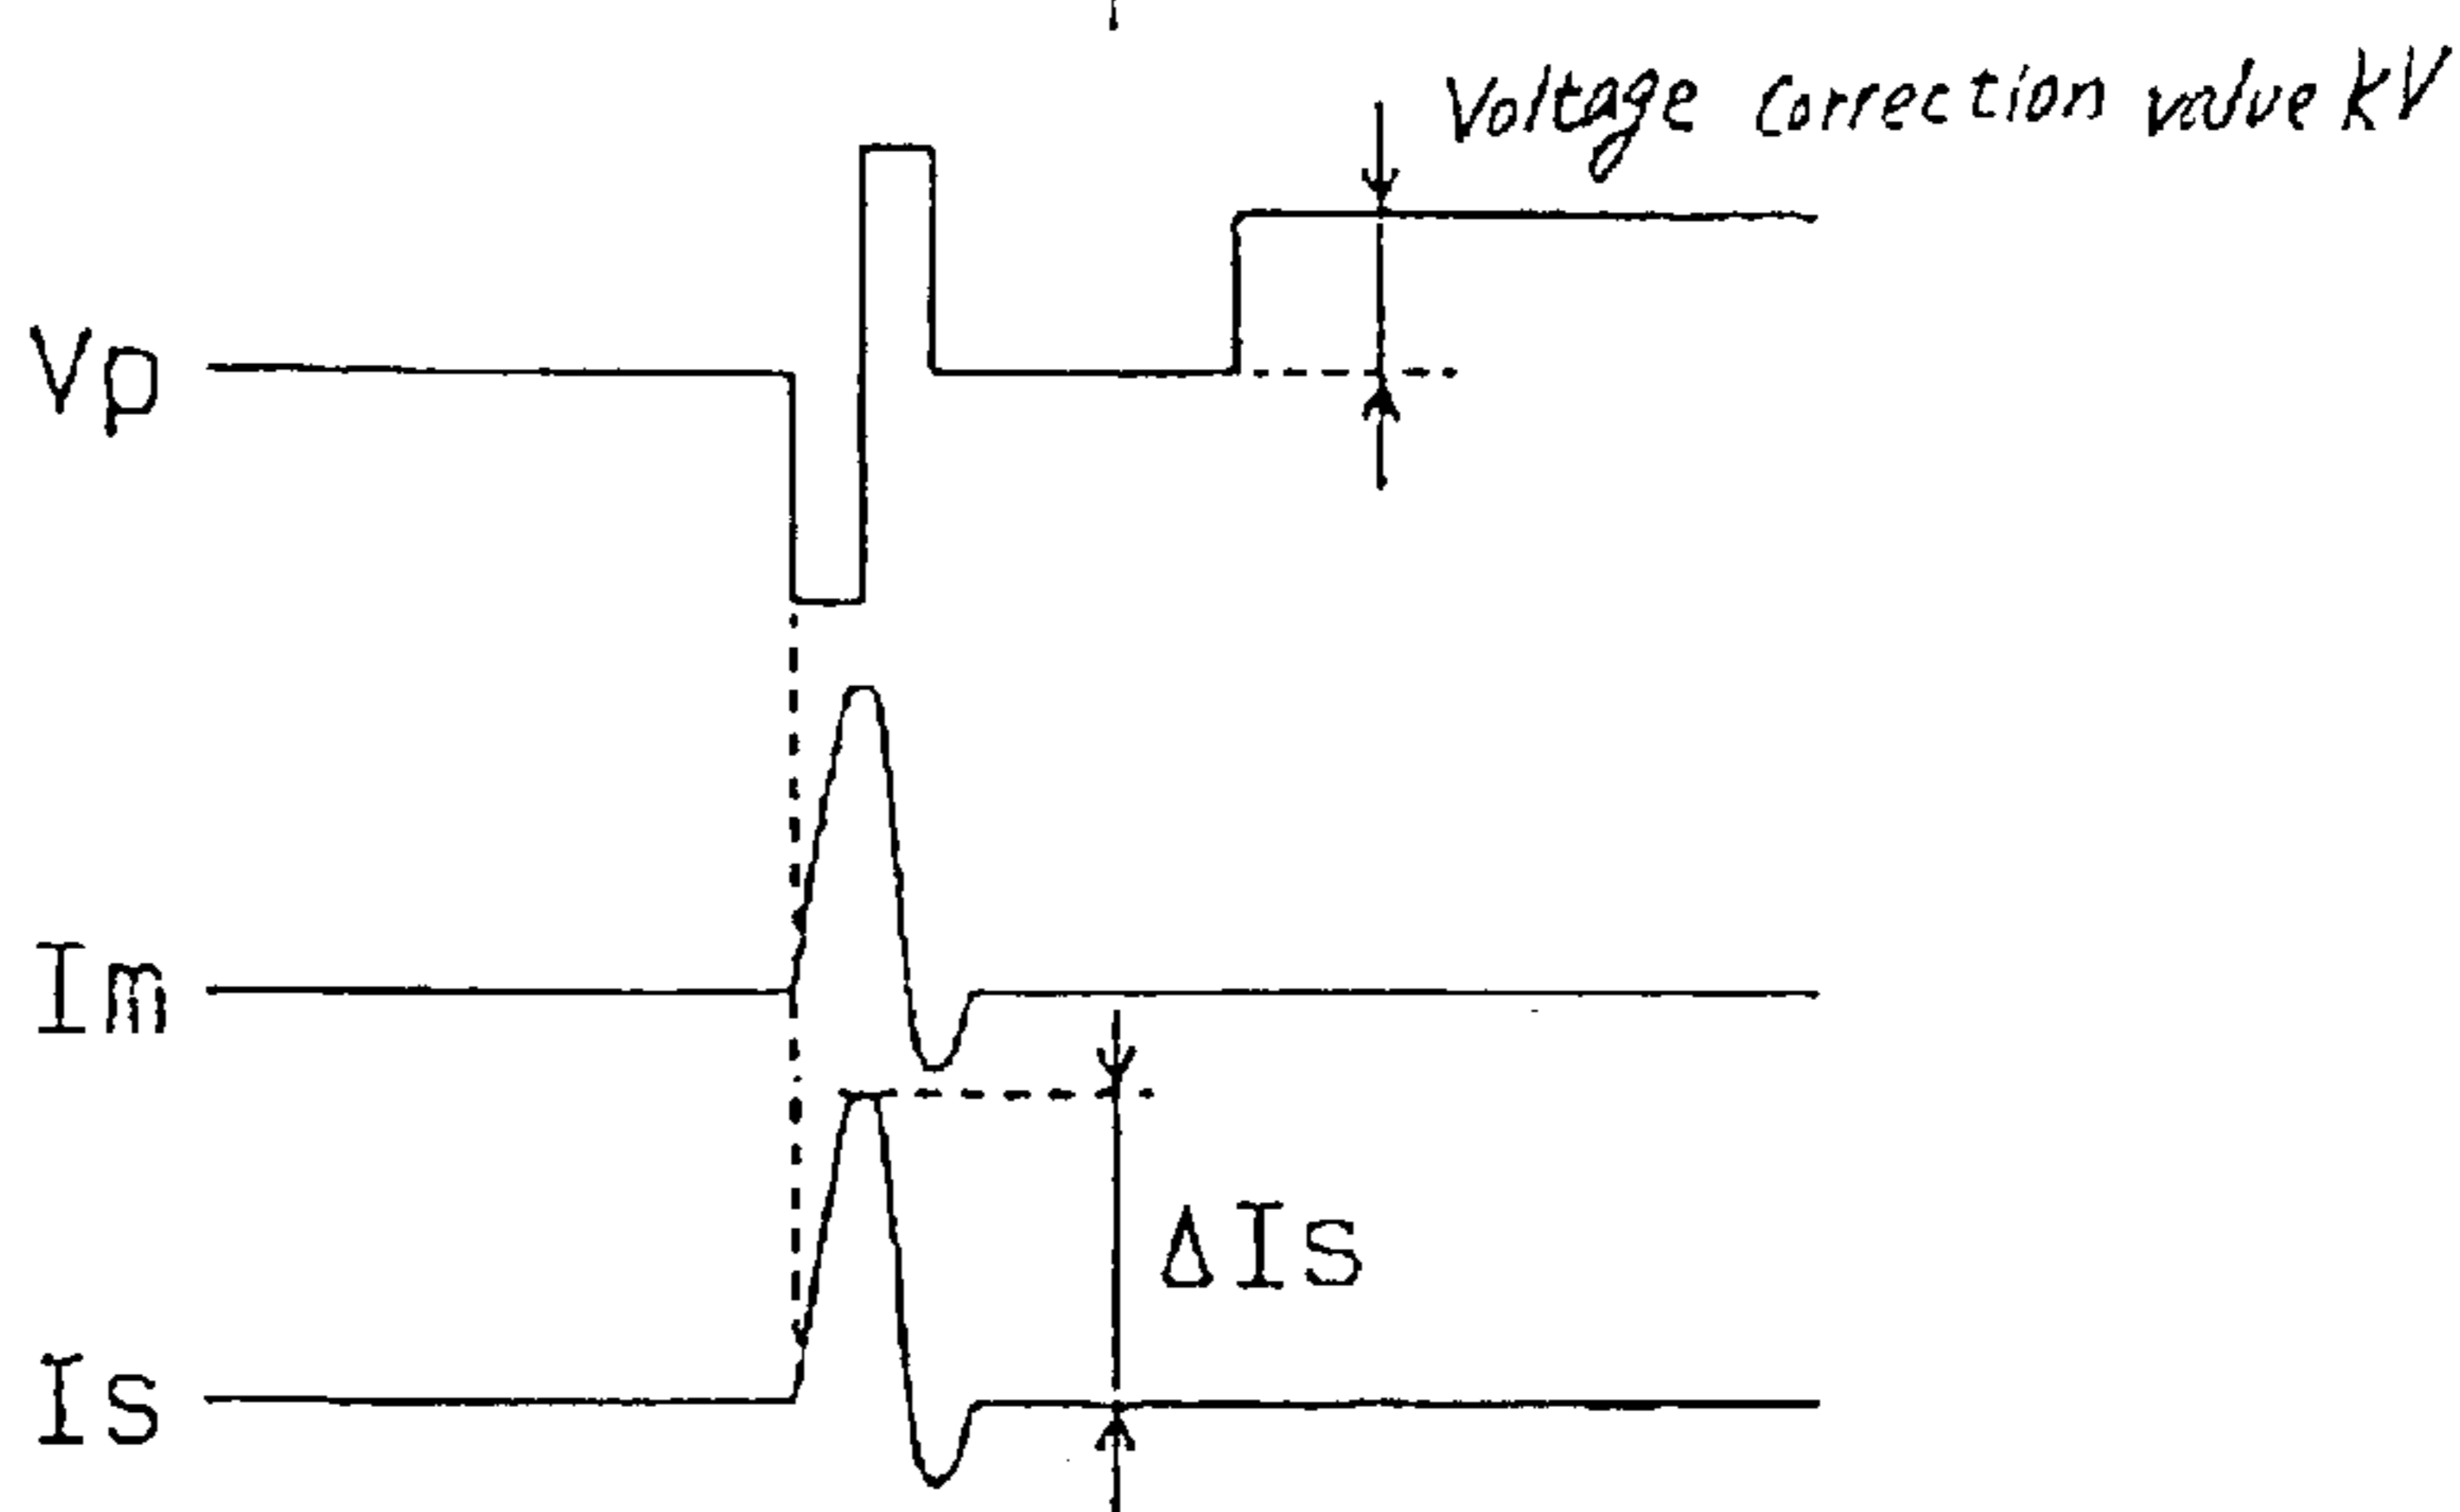 Voltage correction value kV
Vp
Im
ΔIs
Is